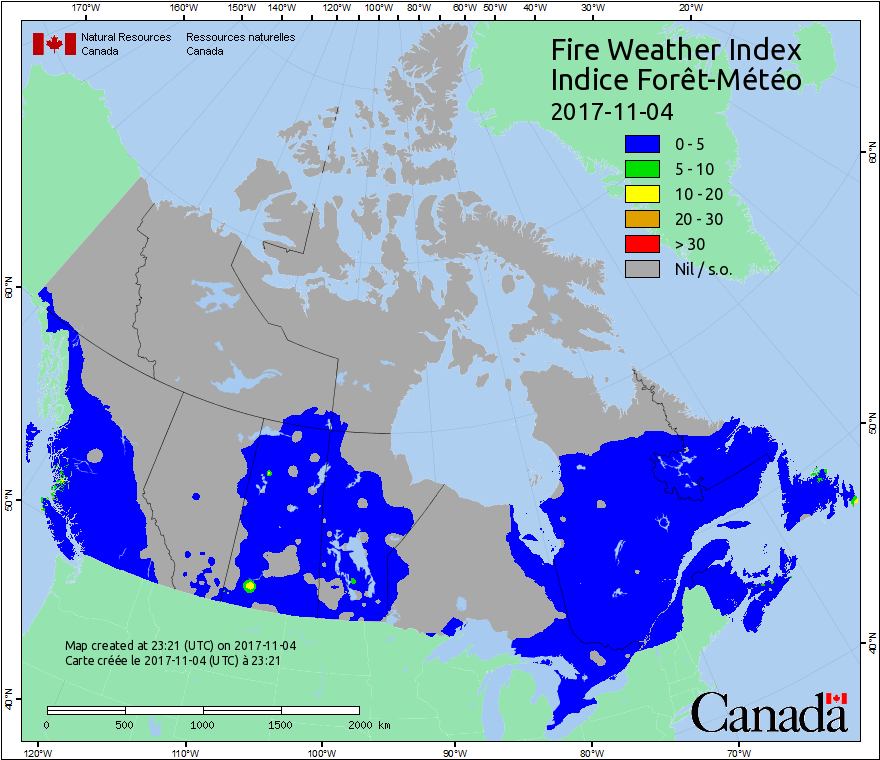 170°W 160°W 150°W 140°W 130°W 120°W 110°W 100°W 90°W 80°W 60°W 50°W 40°W 30°W 20°W
Natural Resources Canada
Ressources naturelles Canada
Fire Weather Index
Indice Forêt-Météo
2017-11-04
0 - 5
5 - 10
10 - 20
20 - 30
> 30
Nil / s.o.
60°N
60°N
50°N
50°N
40°N
40°N
Map created at 23:21 (UTC) on 2017-11-04
Carte créée le 2017-11-04 (UTC) à 23:21
0 500 1000 1500 2000 km
Canada
120°W 110°W 100°W 90°W 80°W 70°W